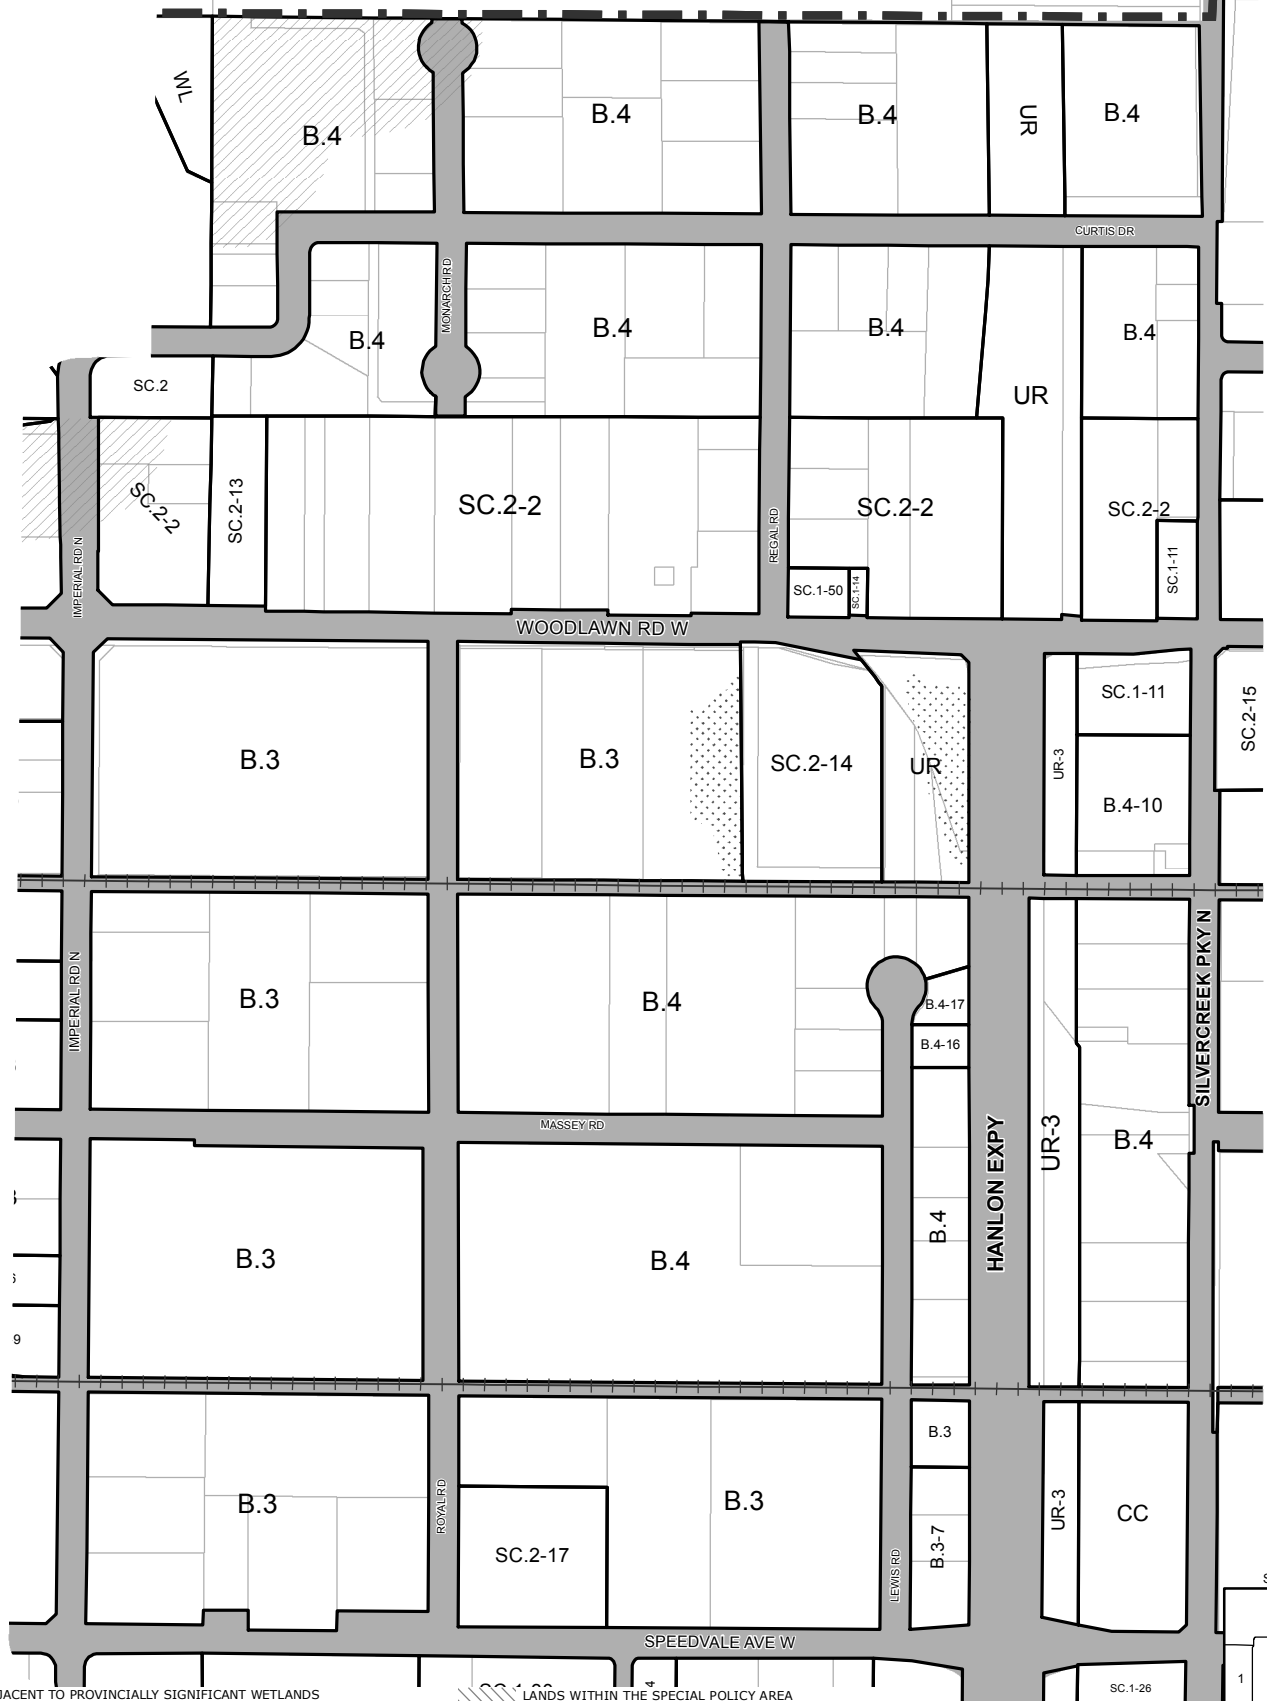 WL
B.4
B.4
B.4
UR
B.4
CURTIS DR
MONARCH RD
B.4
B.4
B.4
B.4
SC.2
UR
SC.2-2
SC.2-13
SC.2-2
SC.2-2
SC.2-2
REGAL RD
IMPERIAL RD N
SC.1-50
SC.1-14
SC.1-11
WOODLAWN RD W
B.3
B.3
SC.2-14
UR
UR-3
SC.1-11
SC.2-15
B.4-10
SILVERCREEK PKY N
IMPERIAL RD N
B.3
B.4
B.4-17
B.4-16
MASSEY RD
HANLON EXPY
UR-3
B.4
B.4
B.3
B.4
9
B.3
ROYAL RD
SC.2-17
B.3
LEWIS RD
B.3
B.3-7
UR-3
CC
SPEEDVALE AVE W
1
SC.1-26
JACENT TO PROVINCIALLY SIGNIFICANT WETLANDS
LANDS WITHIN THE SPECIAL POLICY AREA